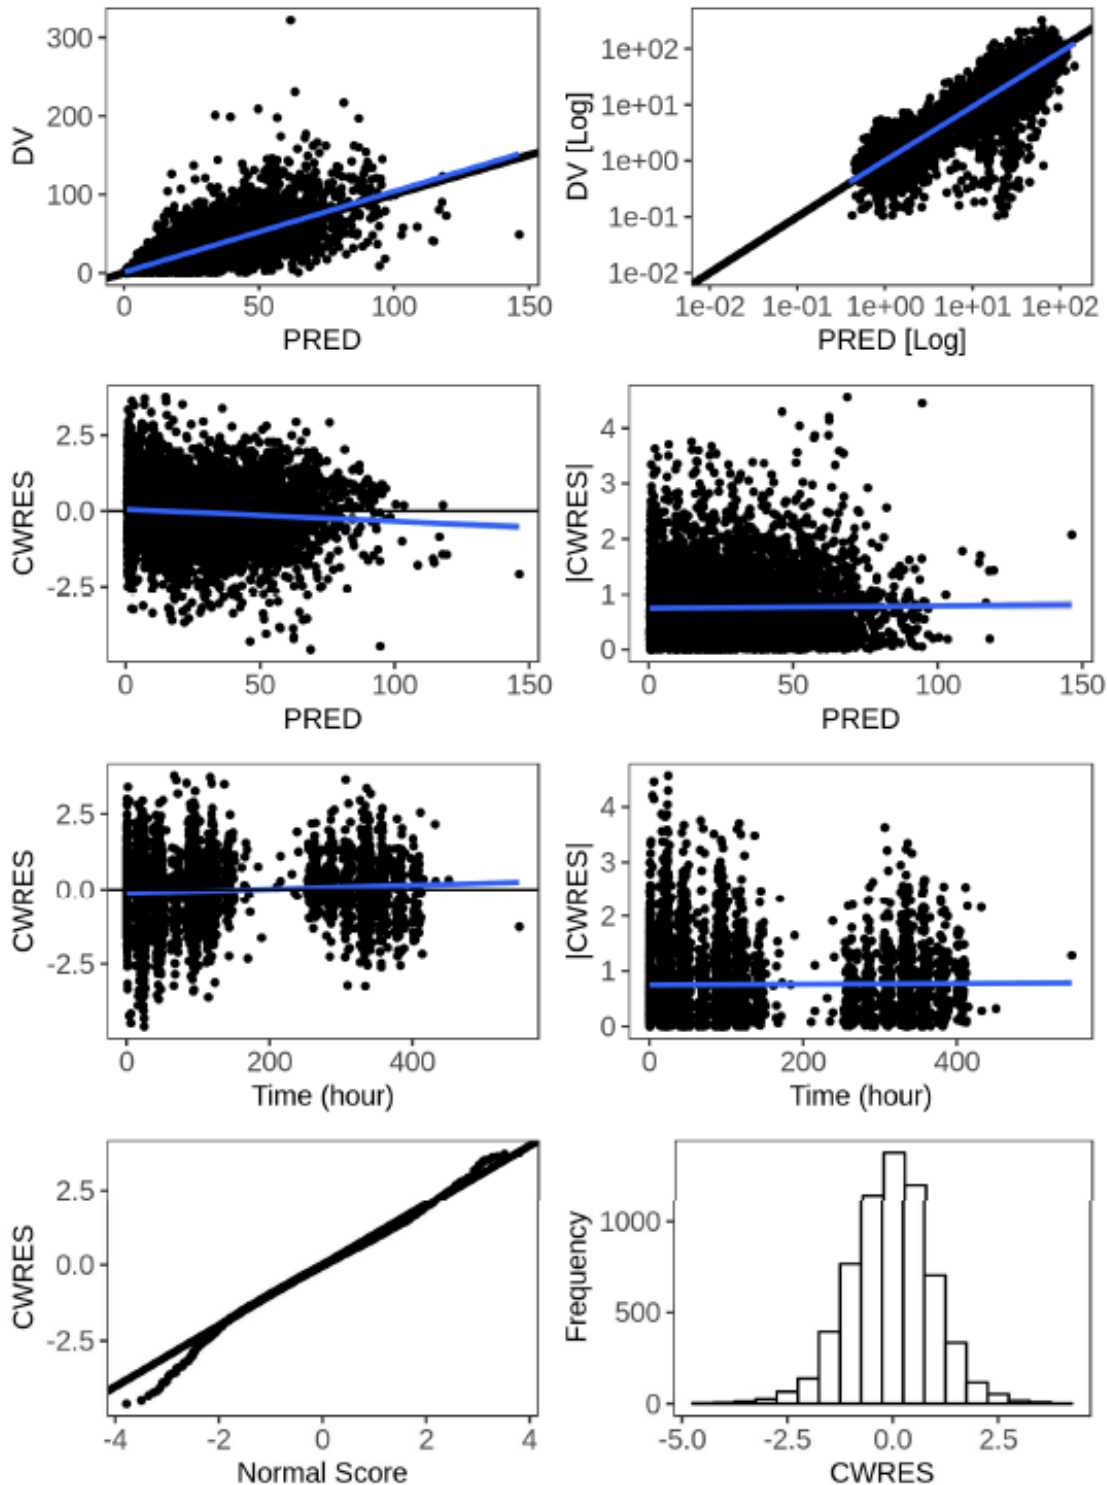 300
200
100
0
DV
0 50 100 150
PRED
1e+02
1e+01
1e+00
1e-01
1e-02
DV [Log]
1e-02 1e-01 1e+00 1e+01 1e+02
PRED [Log]
2.5
0.0
-2.5
CWRES
0 50 100 150
PRED
4
3
2
1
0
|CWRES|
0 50 100 150
PRED
2.5
0.0
-2.5
CWRES
0 200 400
Time (hour)
4
3
2
1
0
|CWRES|
0 200 400
Time (hour)
2.5
0.0
-2.5
CWRES
-4 -2 0 2 4
Normal Score
1000
500
0
Frequency
-5.0 -2.5 0.0 2.5
CWRES